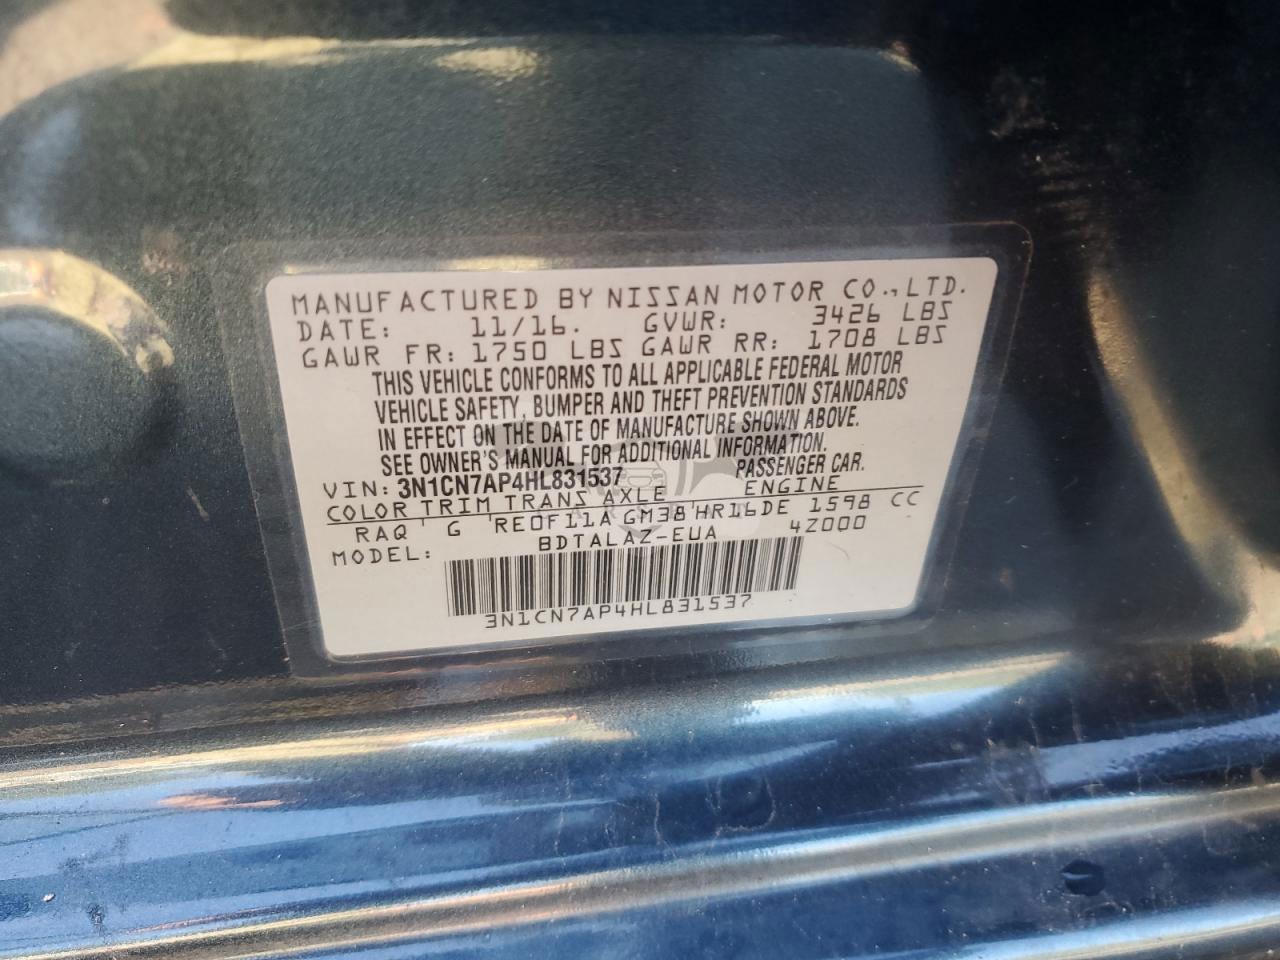 MANUFACTURED BY NISSAN MOTOR CO., LTD.
DATE: 11/16. GVWR: 3426 LBS
GAWR FR: 1750 LBS GAWR RR: 1708 LBS
THIS VEHICLE CONFORMS TO ALL APPLICABLE FEDERAL MOTOR
VEHICLE SAFETY, BUMPER AND THEFT PREVENTION STANDARDS
IN EFFECT ON THE DATE OF MANUFACTURE SHOWN ABOVE.
SEE OWNER'S MANUAL FOR ADDITIONAL INFORMATION.
VIN: 3N1CN7AP4HL831537 PASSENGER CAR.
COLOR TRIM TRANS AXLE ENGINE
RAQ ' G 'RE0F11A GM38'HR16DE 1598 CC
MODEL: BDTALAZ-EUA 4Z000
3N1CN7AP4HL831537